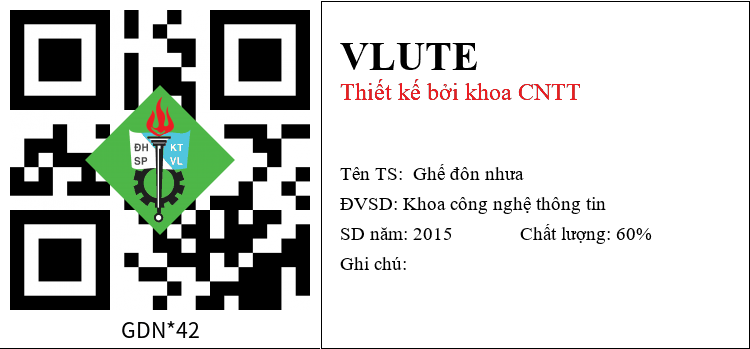 ĐH KT
SP VL
GDN*42
VLUTE
Thiết kế bởi khoa CNTT
Tên TS: Ghế đôn nhưa
ĐVSD: Khoa công nghệ thông tin
SD năm: 2015 Chất lượng: 60%
Ghi chú: